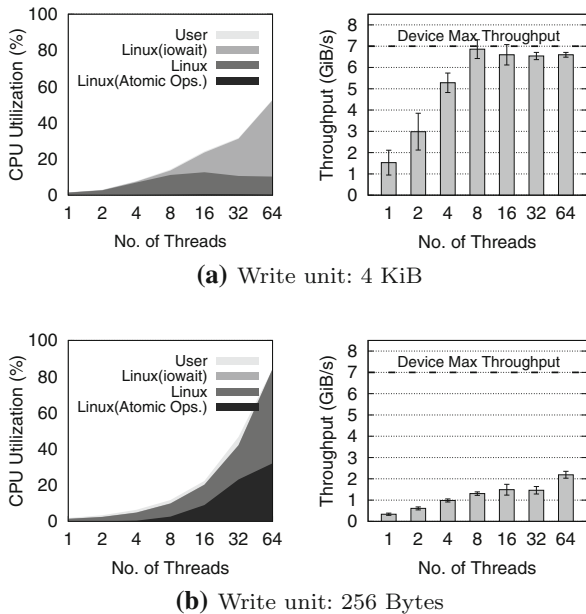 CPU Utilization (%)
100
80
60
40
20
0
User
Linux(iowait)
Linux
Linux(Atomic Ops.)
1 2 4 8 16 32 64
No. of Threads
Throughput (GiB/s)
8
7
6
5
4
3
2
1
0
Device Max Throughput
1 2 4 8 16 32 64
No. of Threads
(a) Write unit: 4 KiB
CPU Utilization (%)
100
80
60
40
20
0
User
Linux(iowait)
Linux
Linux(Atomic Ops.)
1 2 4 8 16 32 64
No. of Threads
Throughput (GiB/s)
8
7
6
5
4
3
2
1
0
Device Max Throughput
1 2 4 8 16 32 64
No. of Threads
(b) Write unit: 256 Bytes